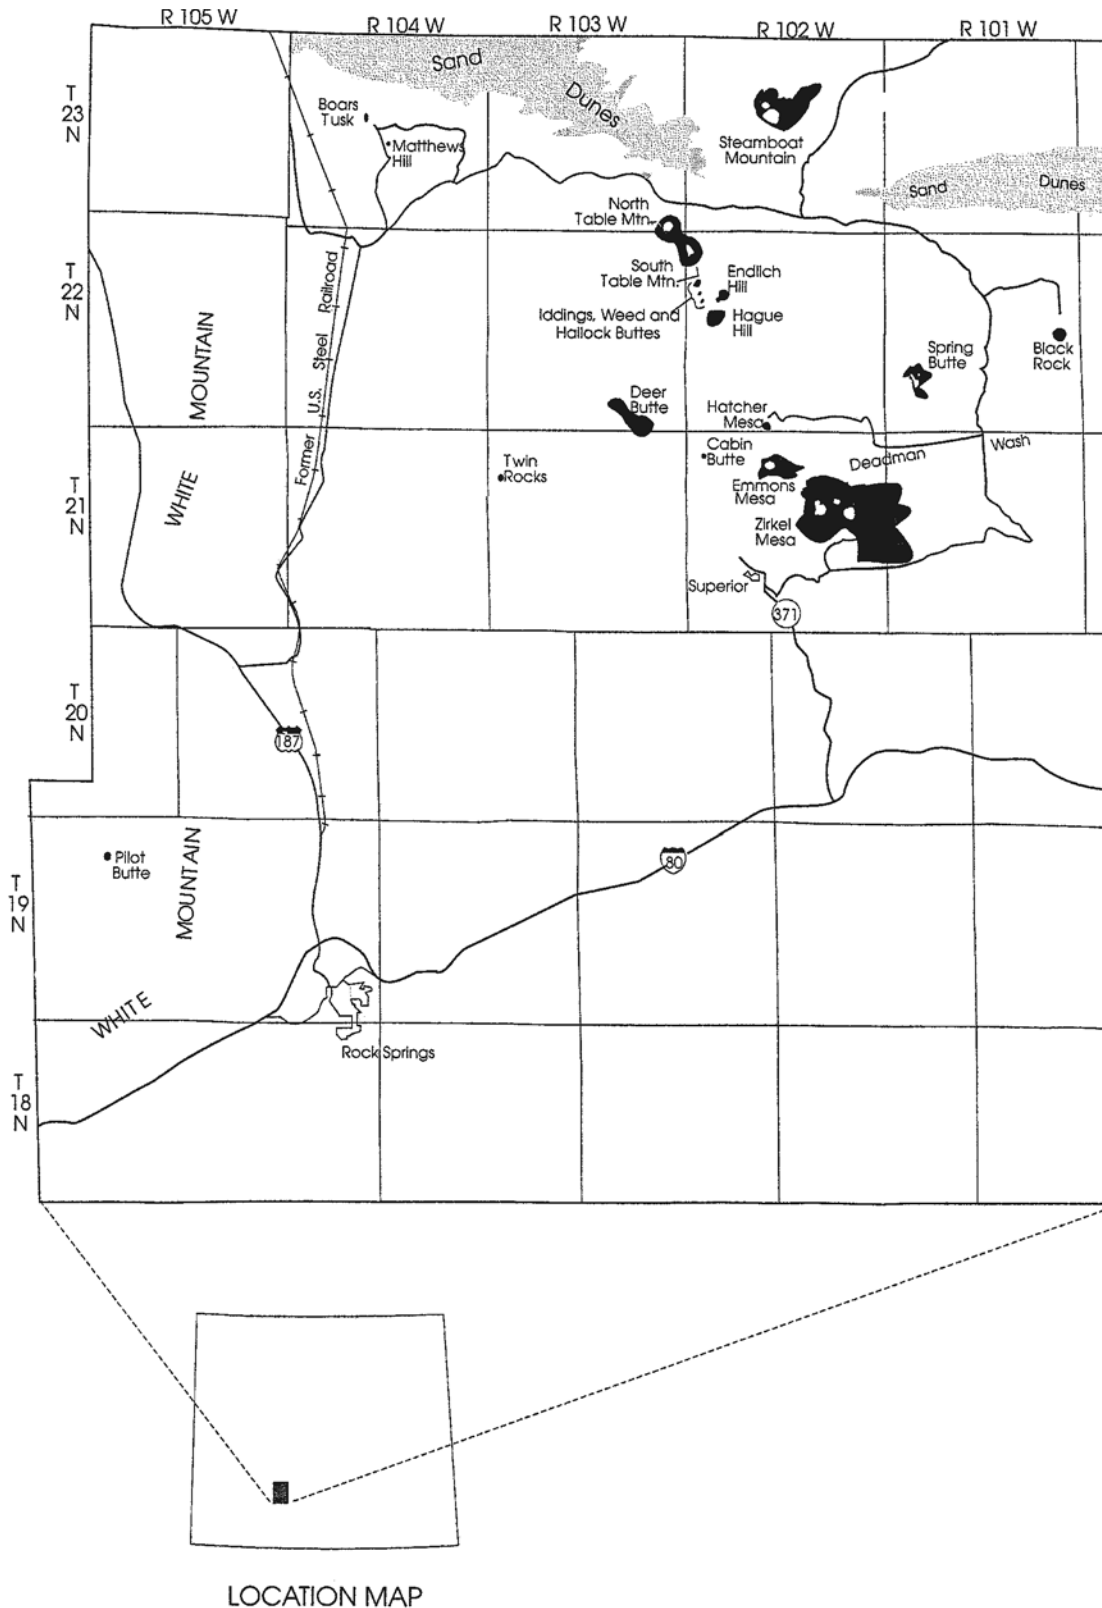 R 105 W
R 104 W
R 103 W
R 102 W
R 101 W
T
23
N
Sand
Dunes
Boars
Tusk
Matthews
Hill
Steamboat
Mountain
Sand
Dunes
North
Table Mtn.
T
22
N
South
Table Mtn.
Endlich
Hill
Iddings, Weed and
Hallock Buttes
Hague
Hill
Spring
Butte
Black
Rock
MOUNTAIN
WHITE
Former U.S. Steel Railroad
Deer
Butte
Hatcher
Mesa
Cabin
Butte
Deadman Wash
T
21
N
Twin
Rocks
Emmons
Mesa
Zirkel
Mesa
Superior
371
T
20
N
187
80
Pilot
Butte
MOUNTAIN
WHITE
T
19
N
Rock Springs
T
18
N
LOCATION MAP